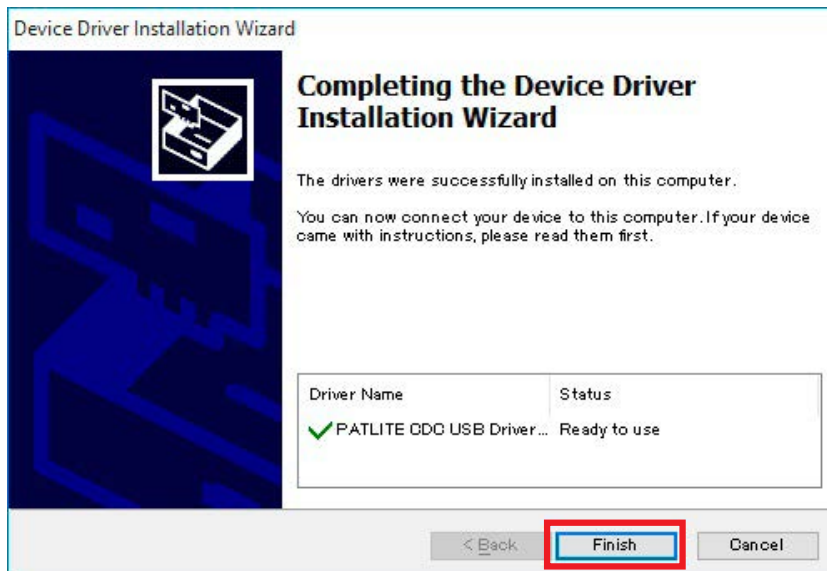 Device Driver Installation Wizard
Completing the Device Driver
Installation Wizard
The drivers were successfully installed on this computer.
You can now connect your device to this computer. If your device
came with instructions, please read them first.
Driver Name Status
PATLITE CDC USB Driver... Ready to use
< Back Finish Cancel